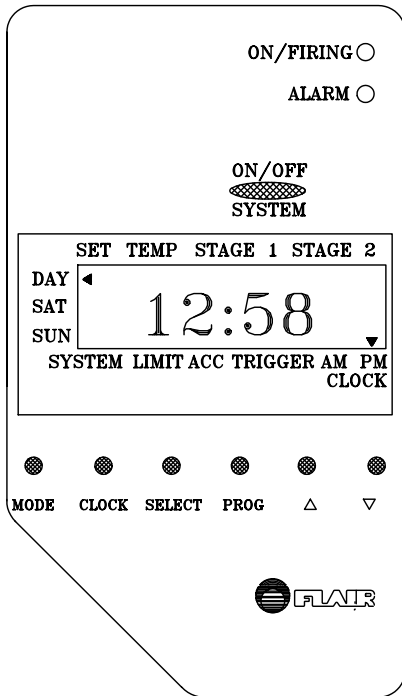 ON/FIRING
ALARM
ON/OFF
SYSTEM
SET TEMP STAGE 1 STAGE 2
DAY
SAT
SUN
12:58
SYSTEM LIMIT ACC TRIGGER AM PM
CLOCK
MODE CLOCK SELECT PROG △ ▽
FLAIR